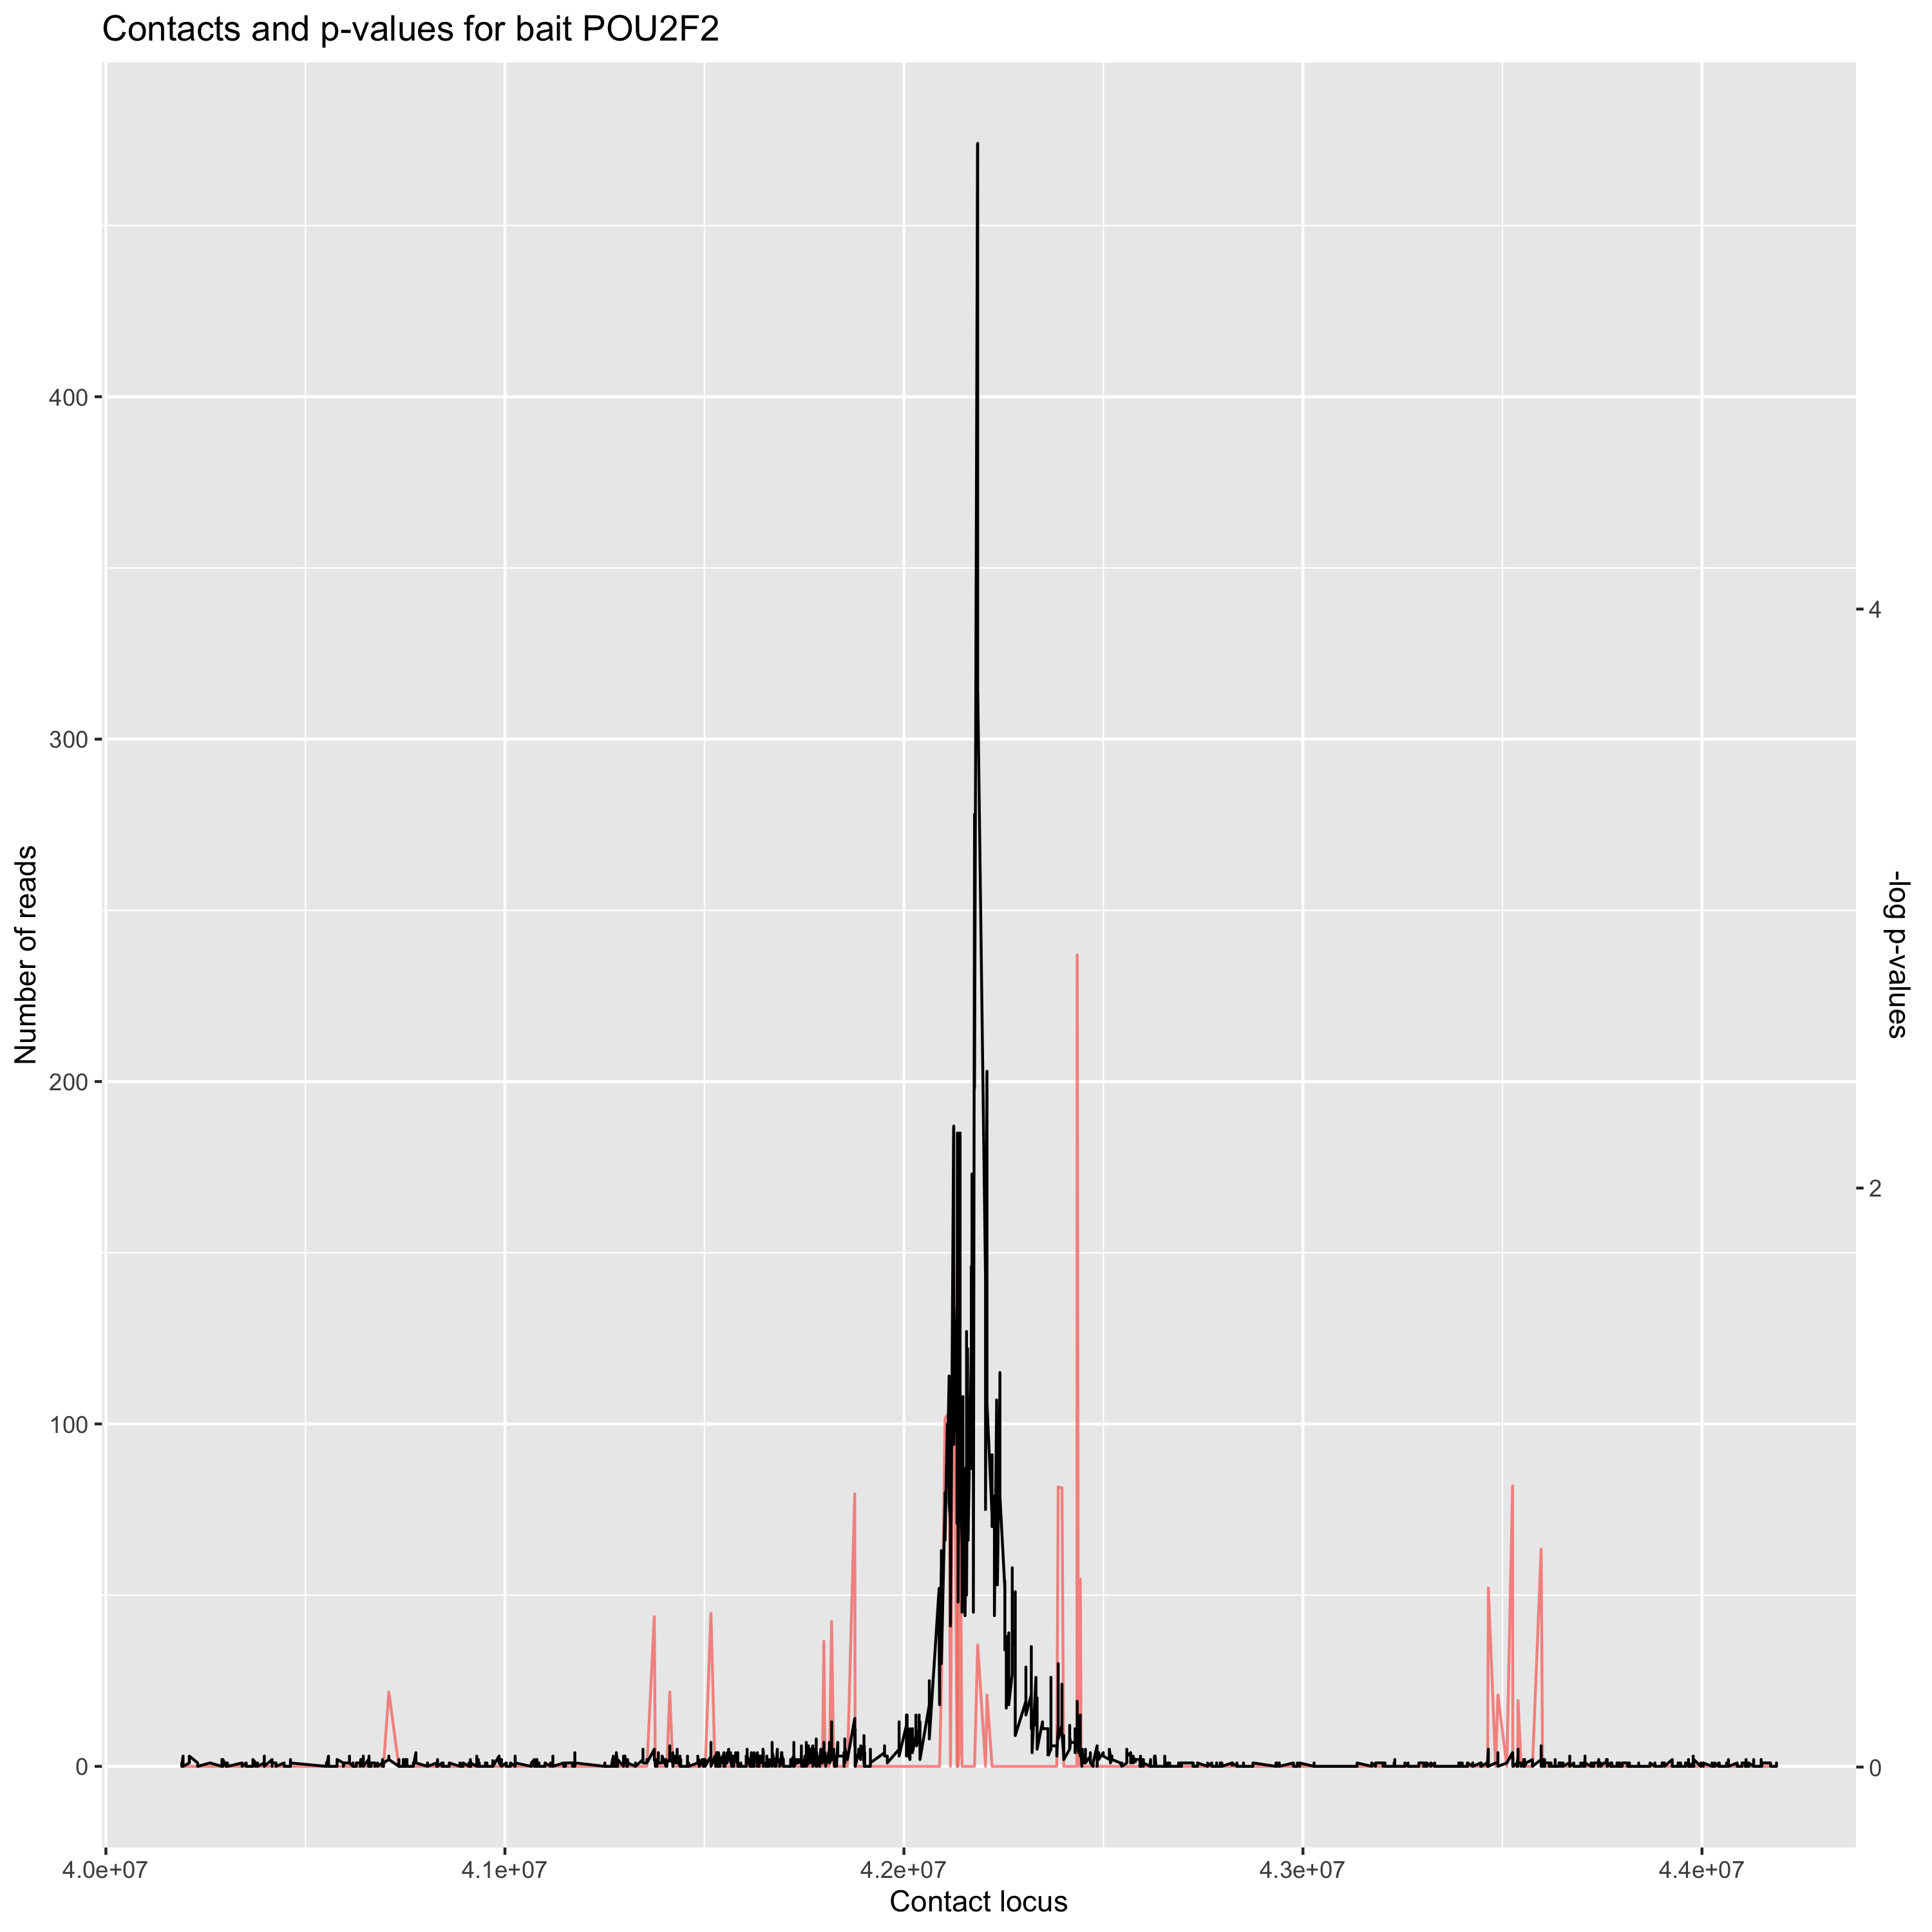 Contacts and p-values for bait POU2F2
Number of reads
400
300
200
100
0
-log p-values
4
2
0
4.0e+07
4.1e+07
4.2e+07
4.3e+07
4.4e+07
Contact locus